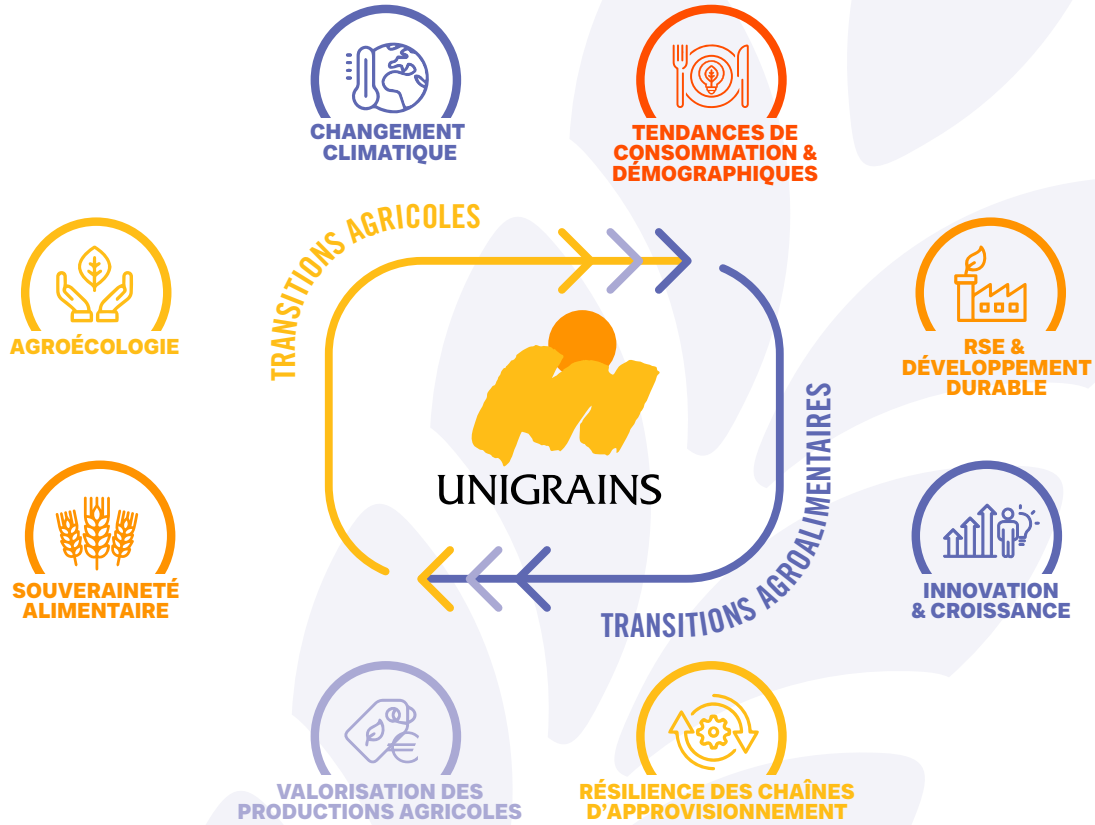 CHANGEMENT
CLIMATIQUE
TENDANCES DE
CONSOMMATION &
DÉMOGRAPHIQUES
TRANSITIONS AGRICOLES
AGROÉCOLOGIE
RSE &
DÉVELOPPEMENT
DURABLE
UNIGRAINS
TRANSITIONS AGROALIMENTAIRES
SOUVERAINETÉ
ALIMENTAIRE
INNOVATION
& CROISSANCE
VALORISATION DES
PRODUCTIONS AGRICOLES
RÉSILIENCE DES CHAÎNES
D'APPROVISIONNEMENT